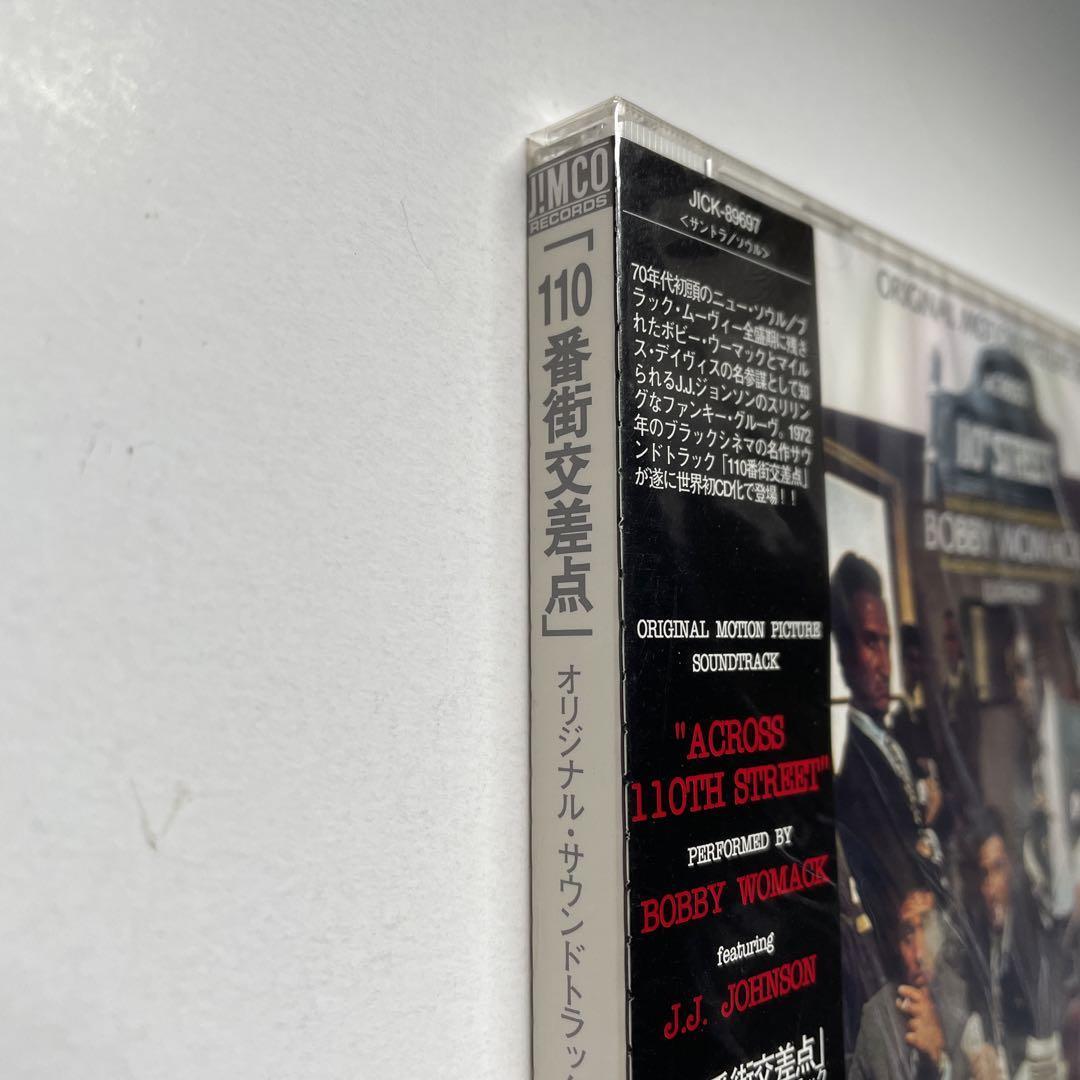 J!MCO
RECORDS
「110番街交差点」
オリジナル・サウンドトラッ
JICK-89697
<サントラ/ソウル>
70年代初頭のニュー・ソウル/ブ
ラック・ムーヴィー全盛期に残さ
れたボビー・ウーマックとマイル
ス・デイヴィスの名参謀として知
られるJ.J.ジョンソンのスリリン
グなファンキー・グルーヴ。1972
年のブラックシネマの名作サウ
ンドトラック「110番街交差点」
が遂に世界初CD化で登場!!
ORIGINAL MOTION PICTURE
SOUNDTRACK
"ACROSS
110TH STREET"
PERFORMED BY
BOBBY WOMACK
featuring
J.J. JOHNSON
番街交差点」
ORIGINAL MOTION
110TH STREET
BOBBY WOMACK